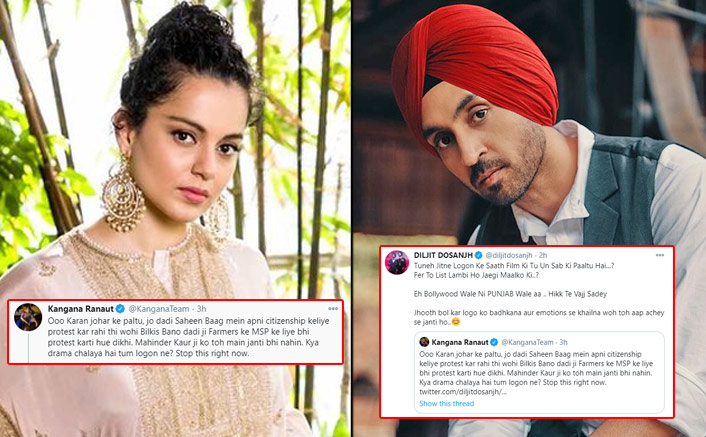 Kangana Ranaut @KanganaTeam · 3h
Ooo Karan johar ke paltu, jo dadi Saheen Baag mein apni citizenship keliye
protest kar rahi thi wohi Bilkis Bano dadi ji Farmers ke MSP ke liye bhi
protest karti hue dikhi. Mahinder Kaur ji ko toh main janti bhi nahin. Kya
drama chalaya hai tum logon ne? Stop this right now.
DILJIT DOSANJH @diljitdosanjh · 2h
Tuneh Jitne Logon Ke Saath Film Ki Tu Un Sab Ki Paaltu Hai...?
Fer To List Lambi Ho Jaegi Maalko Ki..?
Eh Bollywood Wale Ni PUNJAB Wale aa .. Hikk Te Vajj Sadey
Jhooth bol kar logo ko badhkana aur emotions se khailna woh toh aap achey
se janti ho..😊
Kangana Ranaut @KanganaTeam · 3h
Ooo Karan johar ke paltu, jo dadi Saheen Baag mein apni citizenship
keliye protest kar rahi thi wohi Bilkis Bano dadi ji Farmers ke MSP ke liye
bhi protest karti hue dikhi. Mahinder Kaur ji ko toh main janti bhi nahin.
Kya drama chalaya hai tum logon ne? Stop this right now.
twitter.com/diljitdosanjh/...
Show this thread